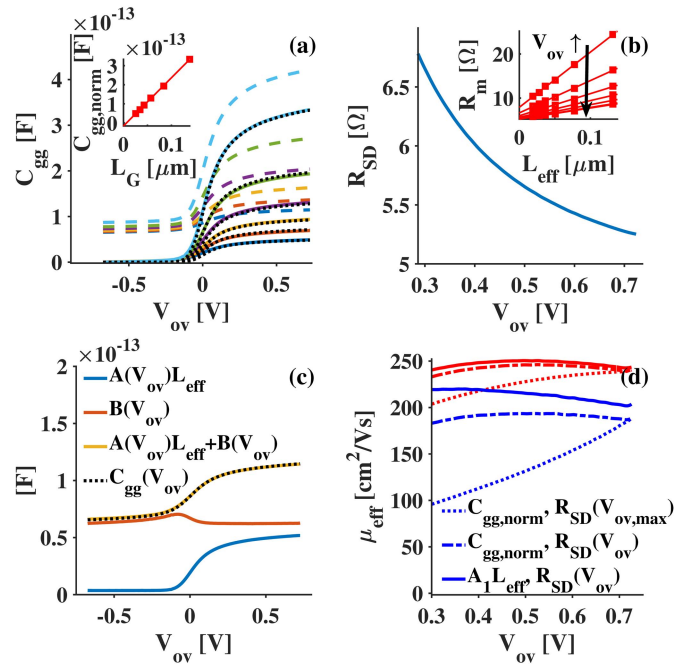 ×10⁻¹³
(a)
C_gg [F]
4
3
2
1
0
-0.5
0
0.5
V_ov [V]
×10⁻¹³
C_gg,norm
3
2
1
0
0
0.1
L_G [μm]
(b)
R_SD [Ω]
6.5
6
5.5
5
0.3
0.4
0.5
0.6
0.7
V_ov [V]
V_ov ↑
R_m [Ω]
20
10
0
0.1
L_eff [μm]
×10⁻¹³
(c)
[F]
2
1.5
1
0.5
0
-0.5
0
0.5
V_ov [V]
A(V_ov)L_eff
B(V_ov)
A(V_ov)L_eff+B(V_ov)
C_gg(V_ov)
(d)
μ_eff [cm²/Vs]
250
200
150
100
50
0
0.3
0.4
0.5
0.6
0.7
V_ov [V]
C_gg,norm, R_SD(V_ov,max)
C_gg,norm, R_SD(V_ov)
A_1L_eff, R_SD(V_ov)